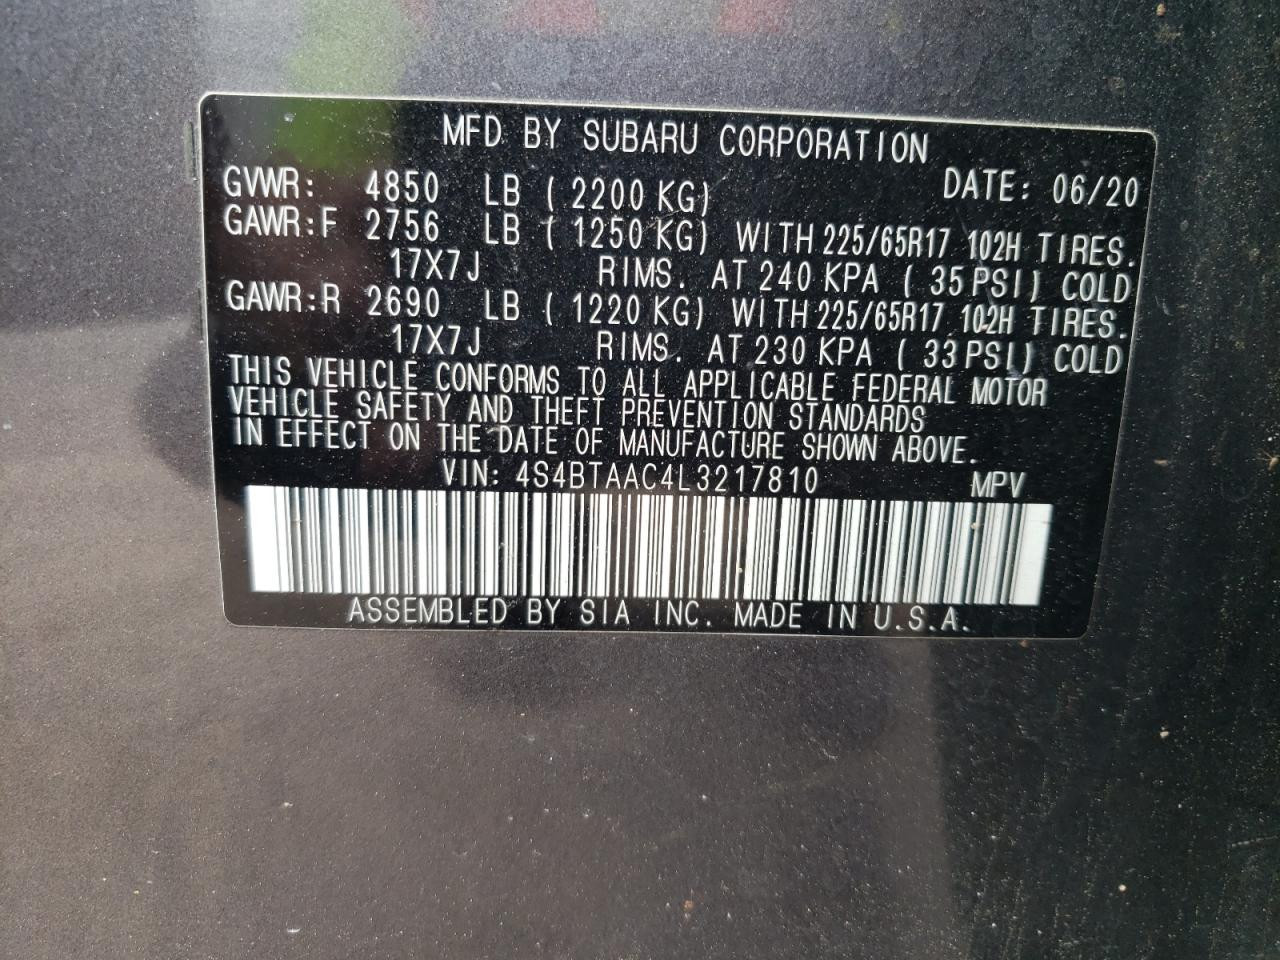 MFD BY SUBARU CORPORATION
GVWR: 4850 LB ( 2200 KG) DATE: 06/20
GAWR:F 2756 LB ( 1250 KG) WITH 225/65R17 102H TIRES.
17X7J RIMS. AT 240 KPA ( 35 PSI) COLD
GAWR:R 2690 LB ( 1220 KG) WITH 225/65R17 102H TIRES.
17X7J RIMS. AT 230 KPA ( 33 PSI) COLD
THIS VEHICLE CONFORMS TO ALL APPLICABLE FEDERAL MOTOR
VEHICLE SAFETY AND THEFT PREVENTION STANDARDS
IN EFFECT ON THE DATE OF MANUFACTURE SHOWN ABOVE.
VIN: 4S4BTAAC4L3217810 MPV
ASSEMBLED BY SIA INC. MADE IN U.S.A.